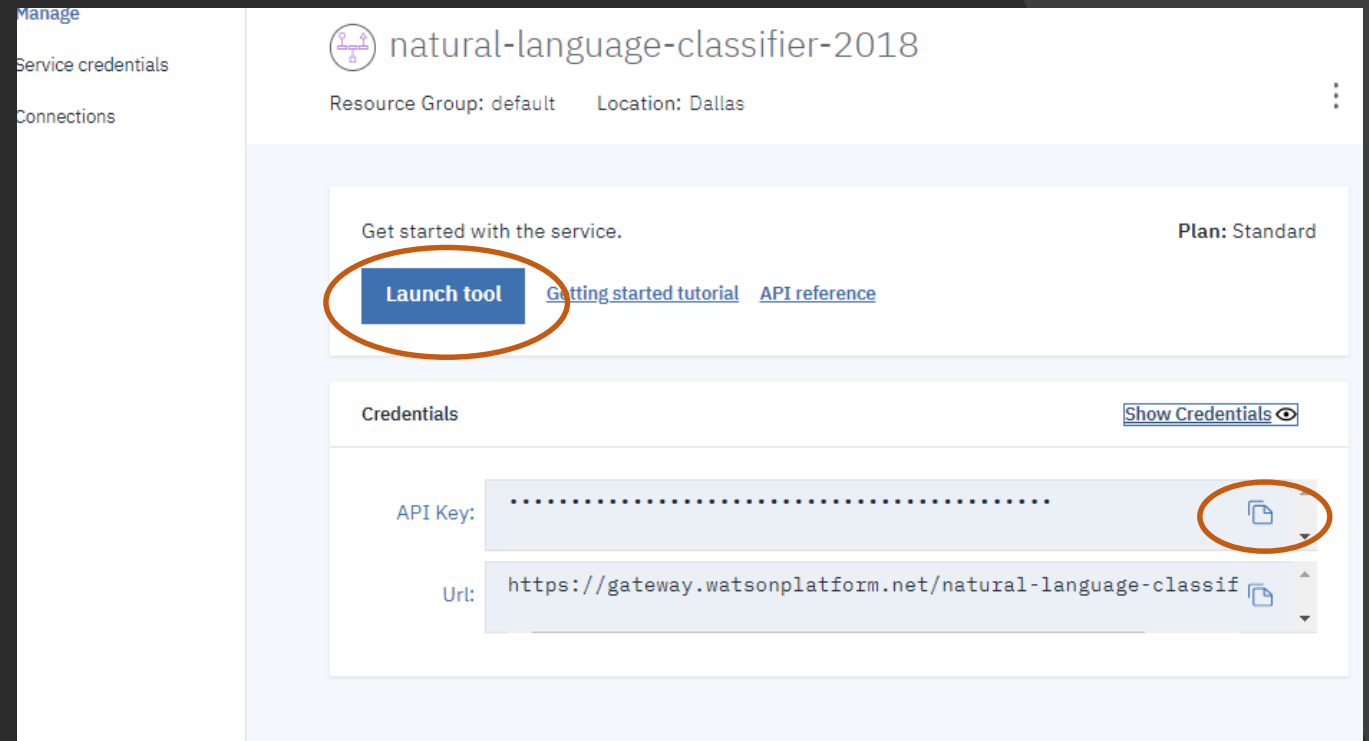 Manage
Service credentials
Connections
natural-language-classifier-2018
Resource Group: default Location: Dallas
Get started with the service. Plan: Standard
Launch tool Getting started tutorial API reference
Credentials Show Credentials
API Key: ••••••••••••••••••••••••••••••••••••••••••••
Url: https://gateway.watsonplatform.net/natural-language-classif